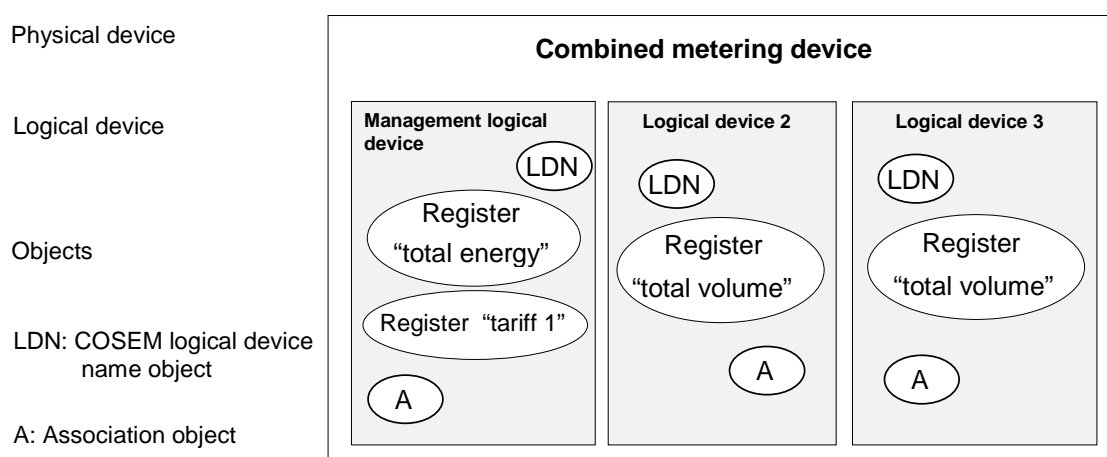 Physical device
Combined metering device
Logical device
Management logical
device
LDN
Register
“total energy”
Register “tariff 1”
A
Logical device 2
LDN
Register
“total volume”
A
Logical device 3
LDN
Register
“total volume”
A
Objects
LDN: COSEM logical device
name object
A: Association object